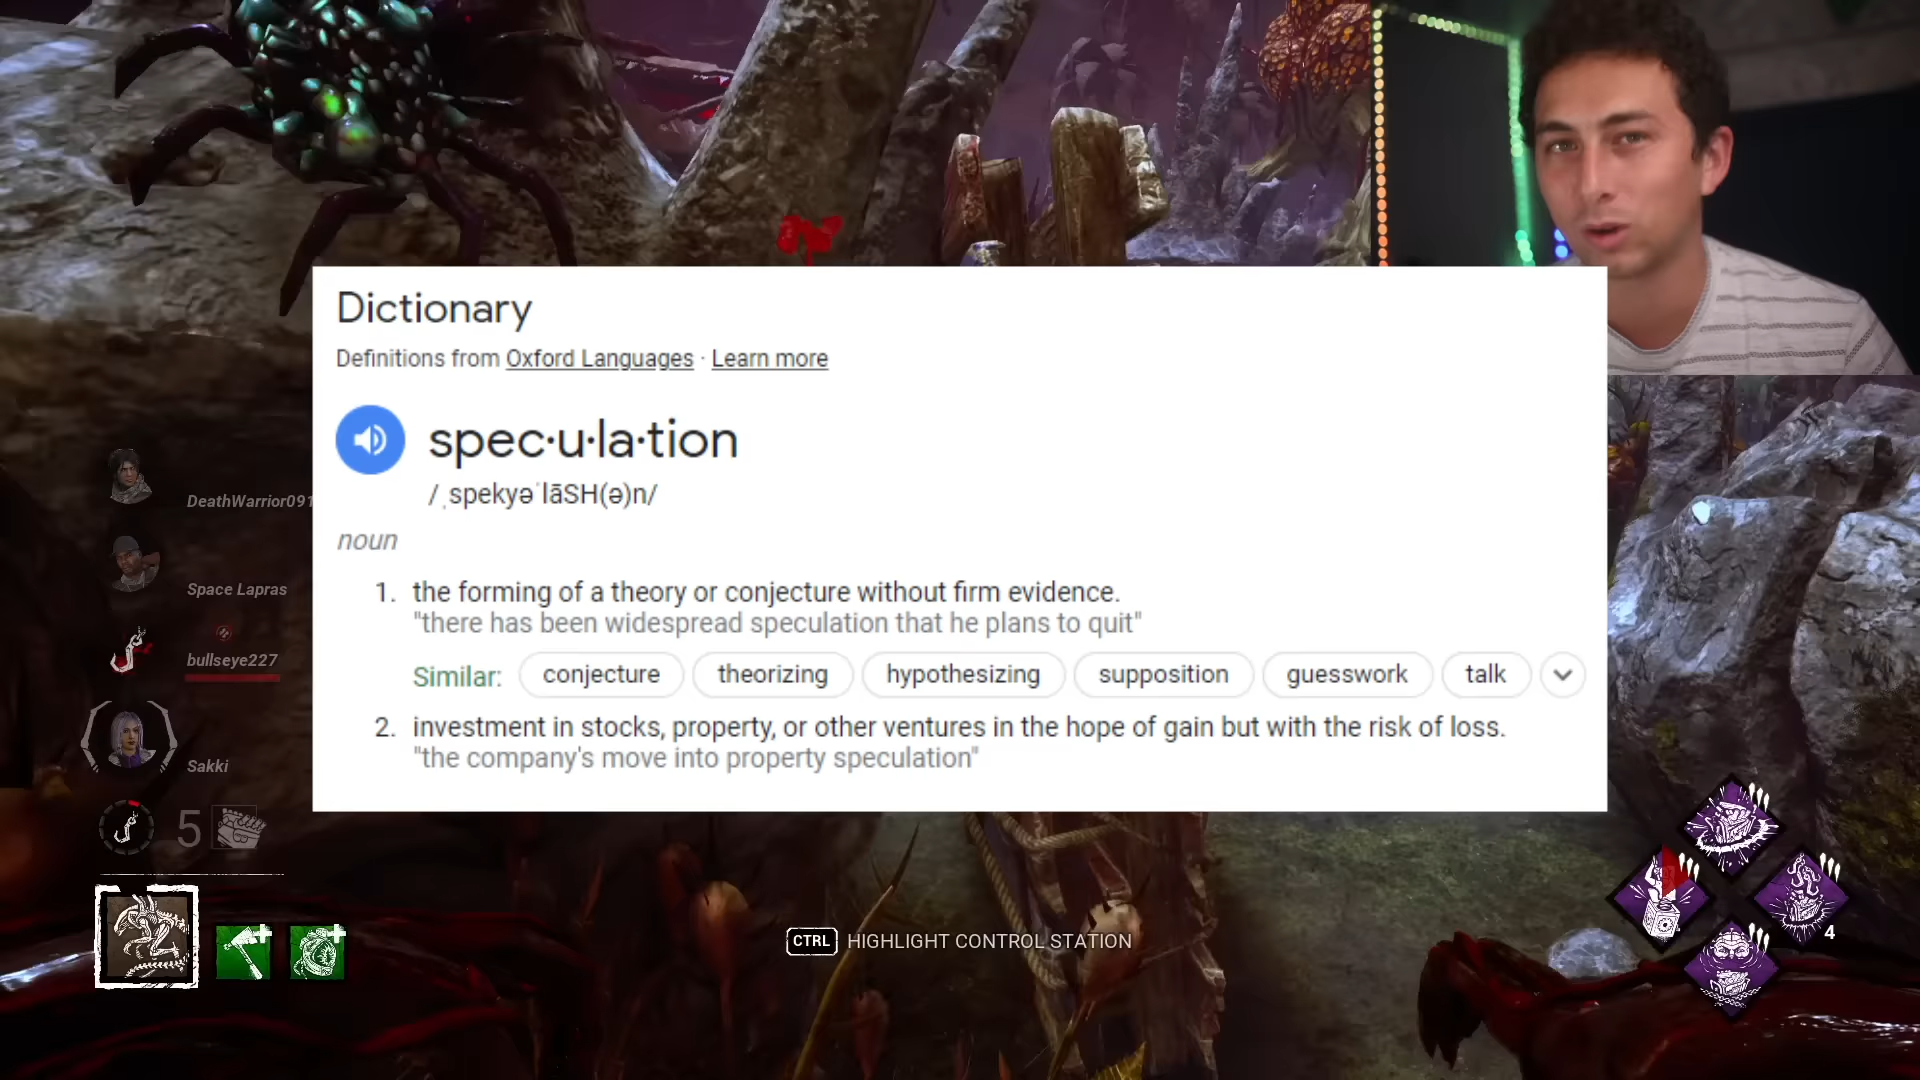 Dictionary
Definitions from Oxford Languages · Learn more
spec·u·la·tion
/ˌspekyəˈlāSH(ə)n/
noun
1. the forming of a theory or conjecture without firm evidence.
"there has been widespread speculation that he plans to quit"
Similar: conjecture theorizing hypothesizing supposition guesswork talk
2. investment in stocks, property, or other ventures in the hope of gain but with the risk of loss.
"the company's move into property speculation"
DeathWarrior091
Space Lapras
bullseye227
Sakki
5
CTRL HIGHLIGHT CONTROL STATION
4